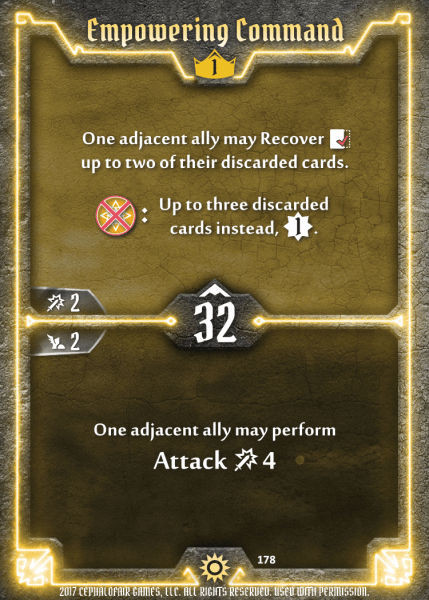 Empowering Command
1
One adjacent ally may Recover
up to two of their discarded cards.
: Up to three discarded
cards instead, 1.
2
32
2
One adjacent ally may perform
Attack 4
178
2017 CEPHALOFAIR GAMES, LLC. ALL RIGHTS RESERVED. USED WITH PERMISSION.